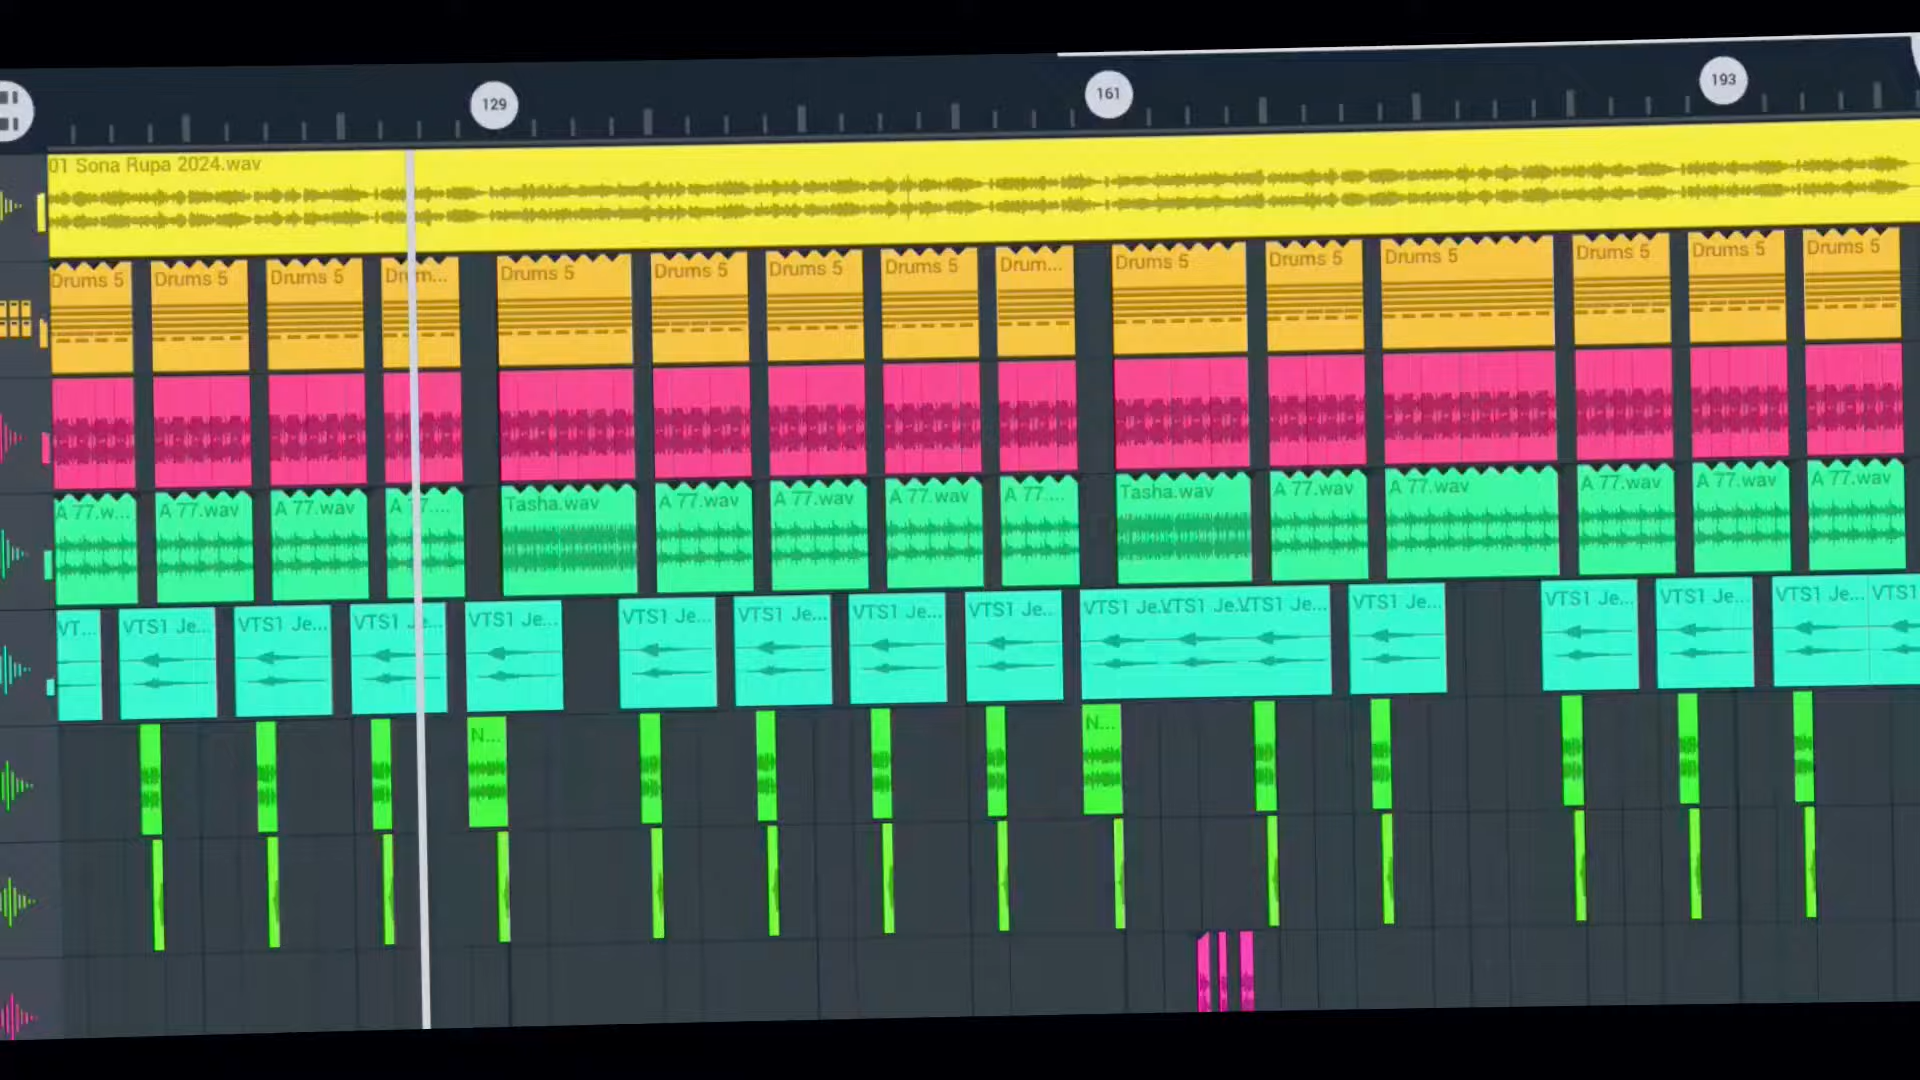 129 161 193
01 Sona Rupa 2024.wav
Drums 5 Drums 5 Drums 5 Drum... Drums 5 Drums 5 Drums 5 Drums 5 Drum... Drums 5 Drums 5 Drums 5 Drums 5 Drums 5 Drums 5
A 77.w... A 77.wav A 77.wav A 77.... Tasha.wav A 77.wav A 77.wav A 77.wav A 77.... Tasha.wav A 77.wav A 77.wav A 77.wav A 77.wav A 77.wav
VT... VTS1 Je... VTS1 Je... VTS1 Je... VTS1 Je... VTS1 Je... VTS1 Je... VTS1 Je... VTS1 Je... VTS1 Je... VTS1 Je... VTS1 Je... VTS1 Je... VTS1 Je... VTS1 Je... VTS1 Je... VTS1
N... N...